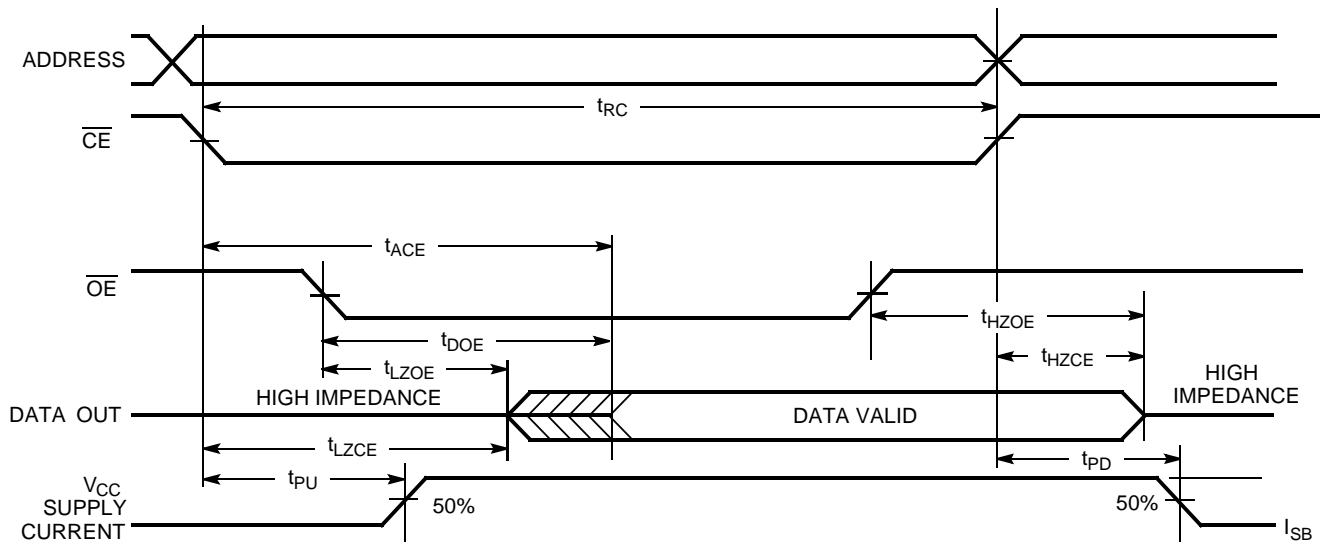 ADDRESS
tRC
CE
tACE
OE
tHZOE
tDOE
tHZCE
tLZOE
HIGH IMPEDANCE
HIGH
IMPEDANCE
DATA OUT
DATA VALID
tLZCE
tPD
tPU
VCC
SUPPLY
CURRENT
50%
50%
ISB